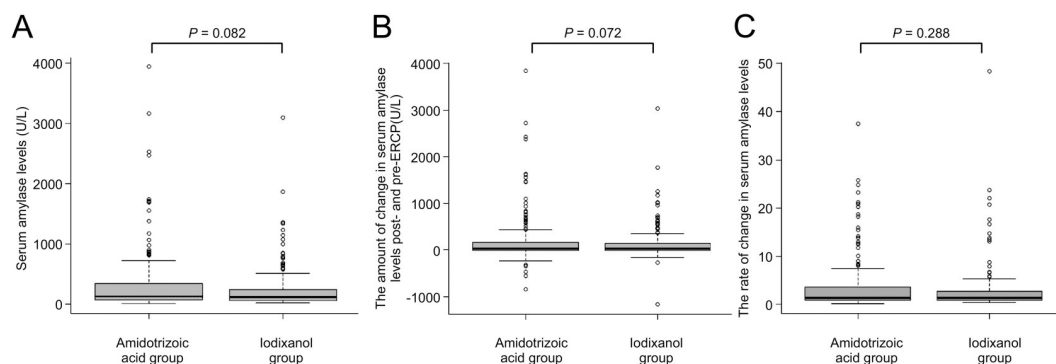 A
P = 0.082
Serum amylase levels (U/L)
4000
3000
2000
1000
0
Amidotrizoic
acid group
Iodixanol
group
B
P = 0.072
The amount of change in serum amylase
levels post- and pre-ERCP(U/L)
4000
3000
2000
1000
0
-1000
Amidotrizoic
acid group
Iodixanol
group
C
P = 0.288
The rate of change in serum amylase levels
50
40
30
20
10
0
Amidotrizoic
acid group
Iodixanol
group